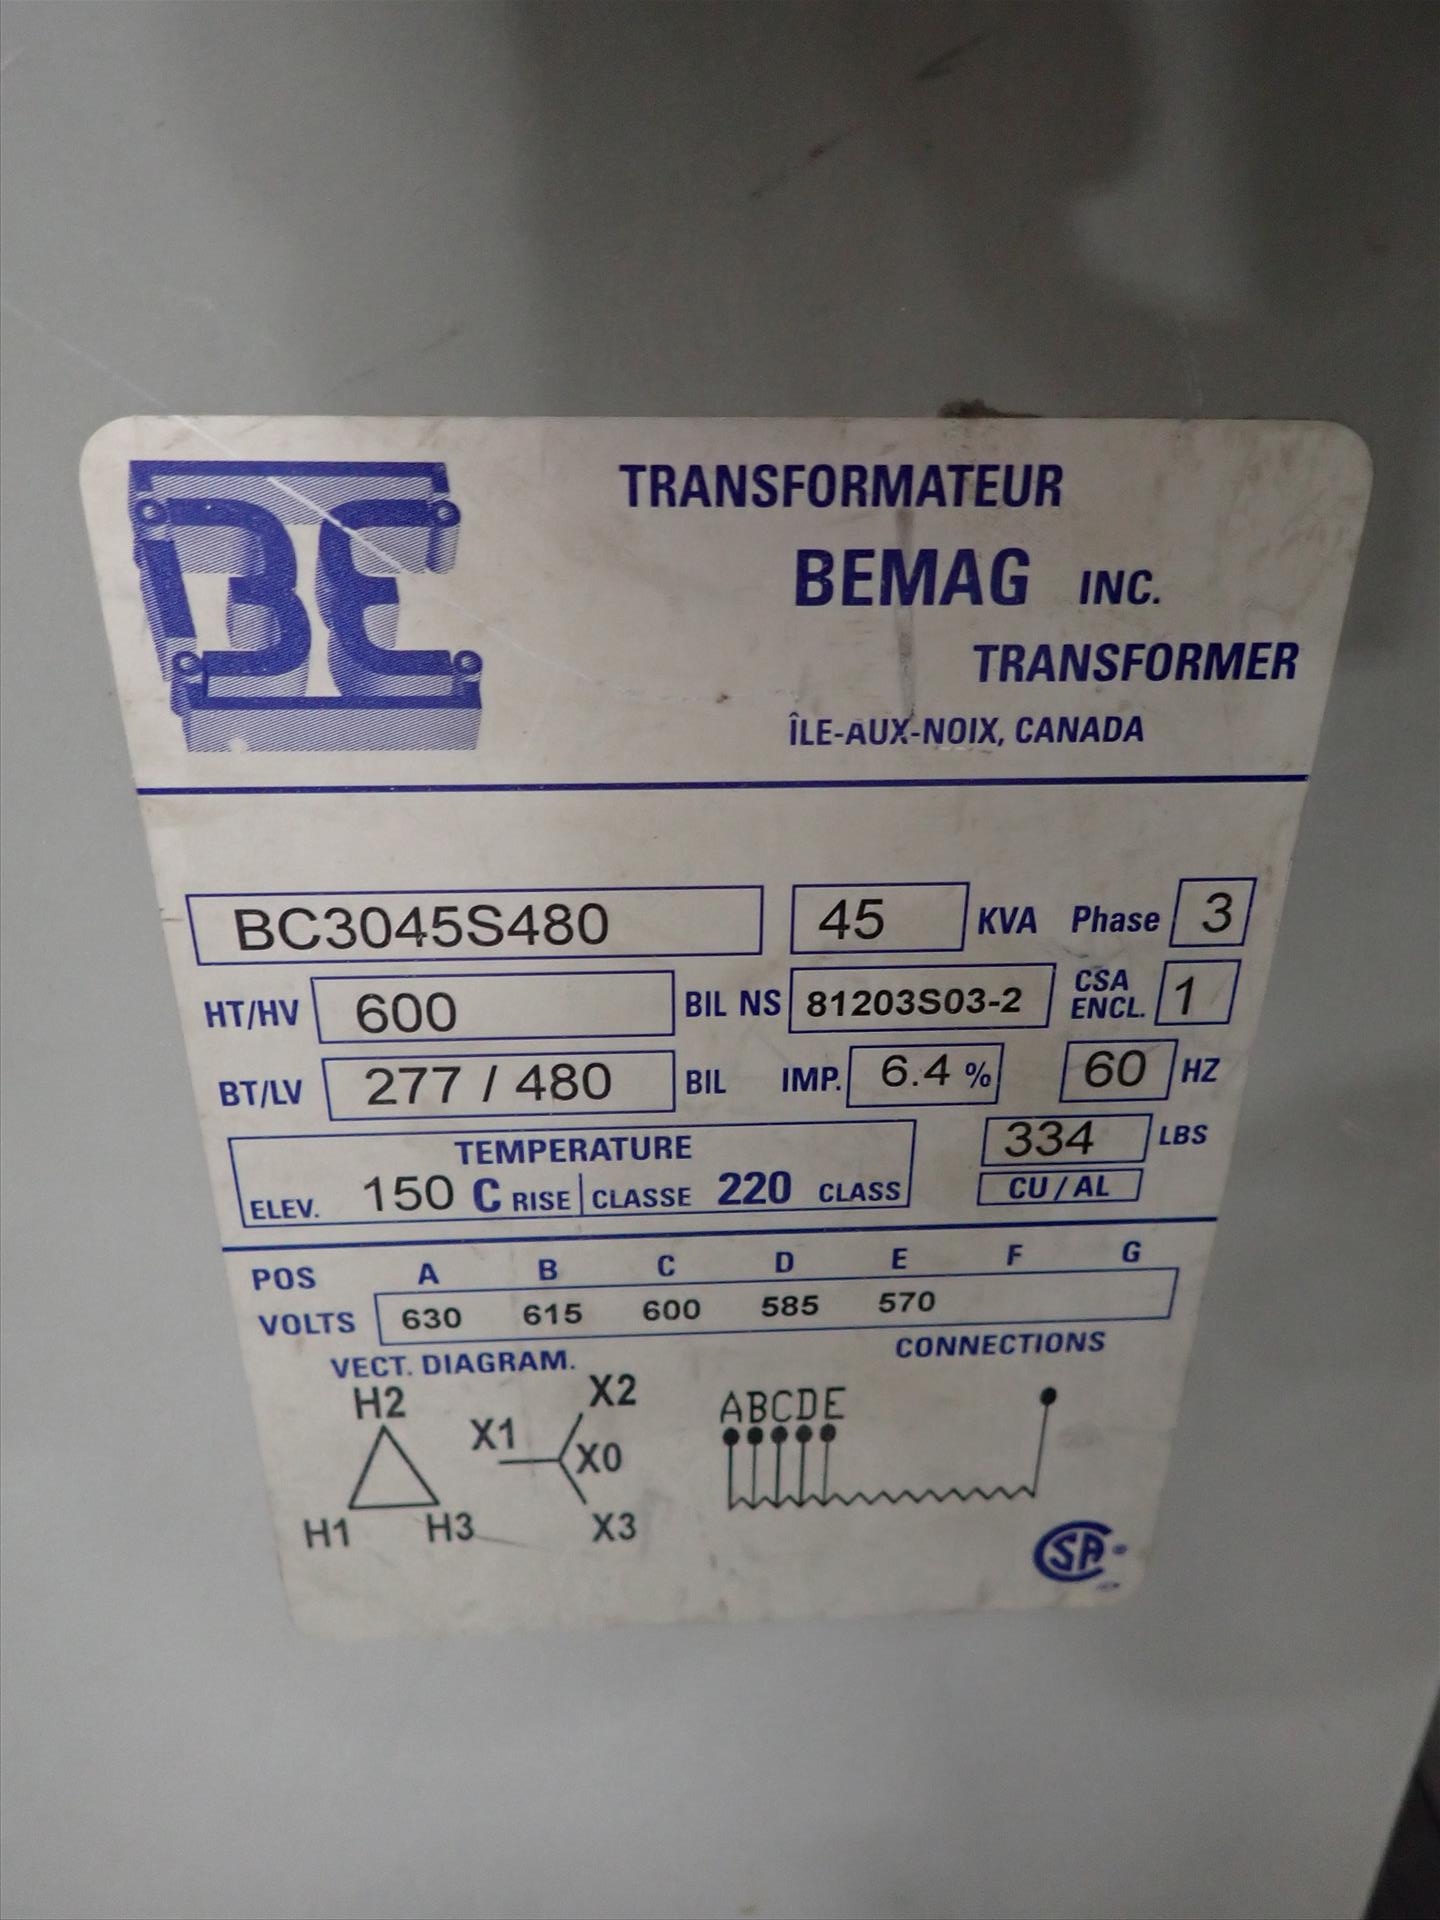 BE
TRANSFORMATEUR
BEMAG INC.
TRANSFORMER
ÎLE-AUX-NOIX, CANADA
BC3045S480 45 KVA Phase 3
HT/HV 600 BIL NS 81203S03-2 CSA ENCL. 1
BT/LV 277 / 480 BIL IMP. 6.4 % 60 HZ
TEMPERATURE 334 LBS
ELEV. 150 C RISE CLASSE 220 CLASS CU / AL
POS A B C D E F G
VOLTS 630 615 600 585 570
VECT. DIAGRAM. CONNECTIONS
H2 X2 ABCDE
X1 X0
H1 H3 X3
CSA